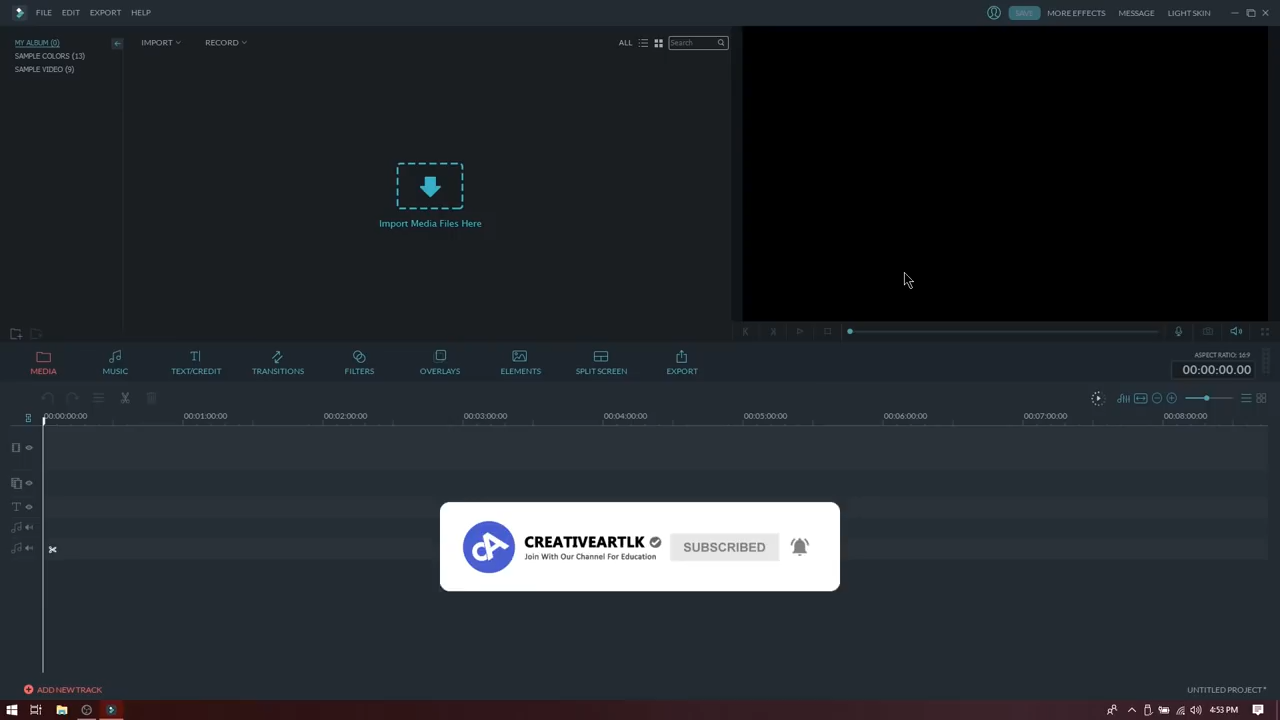 FILE EDIT EXPORT HELP
SAVE MORE EFFECTS MESSAGE LIGHT SKIN
MY ALBUM (0)
SAMPLE COLORS (13)
SAMPLE VIDEO (9)
IMPORT RECORD
ALL Search
Import Media Files Here
MEDIA MUSIC TEXT/CREDIT TRANSITIONS FILTERS OVERLAYS ELEMENTS SPLIT SCREEN EXPORT
ASPECT RATIO: 16:9
00:00:00.00
00:00:00:00 00:01:00:00 00:02:00:00 00:03:00:00 00:04:00:00 00:05:00:00 00:06:00:00 00:07:00:00 00:08:00:00
CREATIVEARTLK
Join With Our Channel For Education
SUBSCRIBED
ADD NEW TRACK
UNTITLED PROJECT*
4:53 PM